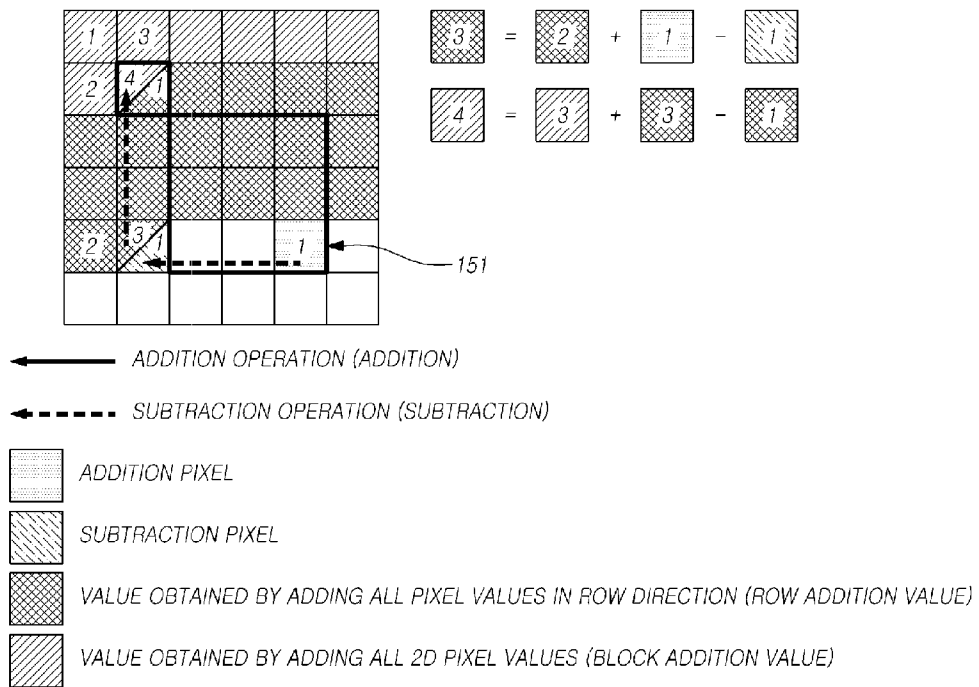 1 3
3 = 2 + 1 - 1
2 4 1
4 = 3 + 3 - 1
2 3 1 1
151
ADDITION OPERATION (ADDITION)
SUBTRACTION OPERATION (SUBTRACTION)
ADDITION PIXEL
SUBTRACTION PIXEL
VALUE OBTAINED BY ADDING ALL PIXEL VALUES IN ROW DIRECTION (ROW ADDITION VALUE)
VALUE OBTAINED BY ADDING ALL 2D PIXEL VALUES (BLOCK ADDITION VALUE)